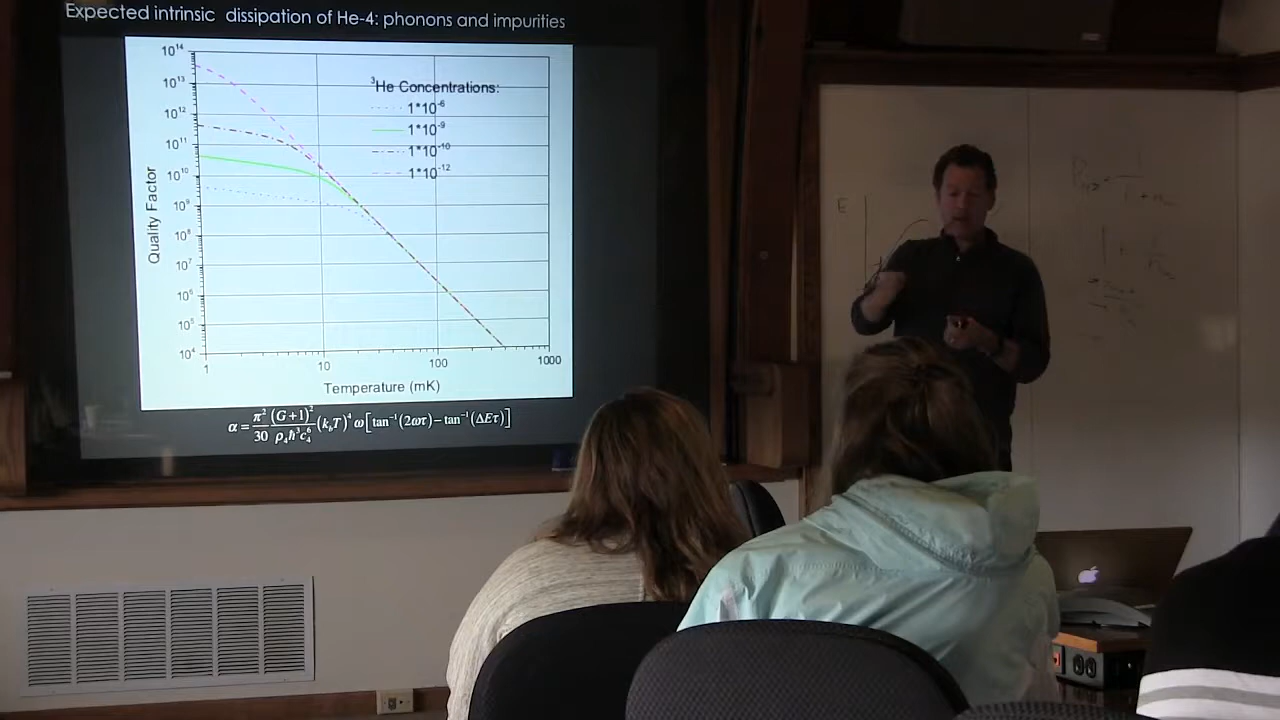 Expected intrinsic dissipation of He-4: phonons and impurities
10¹⁴
10¹³
10¹²
10¹¹
10¹⁰
10⁹
10⁸
10⁷
10⁶
10⁵
10⁴
Quality Factor
³He Concentrations:
1*10⁻⁶
1*10⁻⁹
1*10⁻¹⁰
1*10⁻¹²
1 10 100 1000
Temperature (mK)
α = π²/30 (G+1)²/ρ₄ℏ³c₄⁶ (k_bT)⁴ ω[tan⁻¹(2ωτ) − tan⁻¹(ΔEτ)]
E